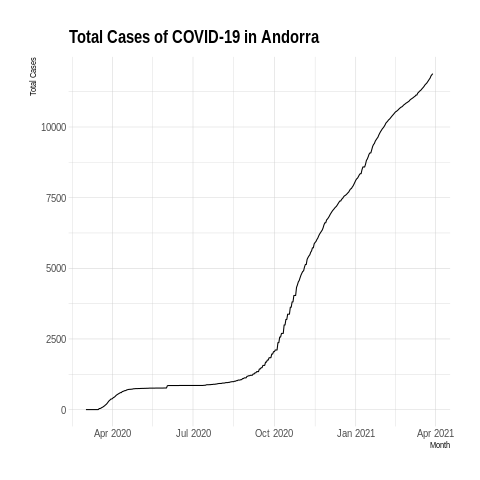 Total Cases of COVID-19 in Andorra
Total Cases
10000
7500
5000
2500
0
Apr 2020 Jul 2020 Oct 2020 Jan 2021 Apr 2021
Month